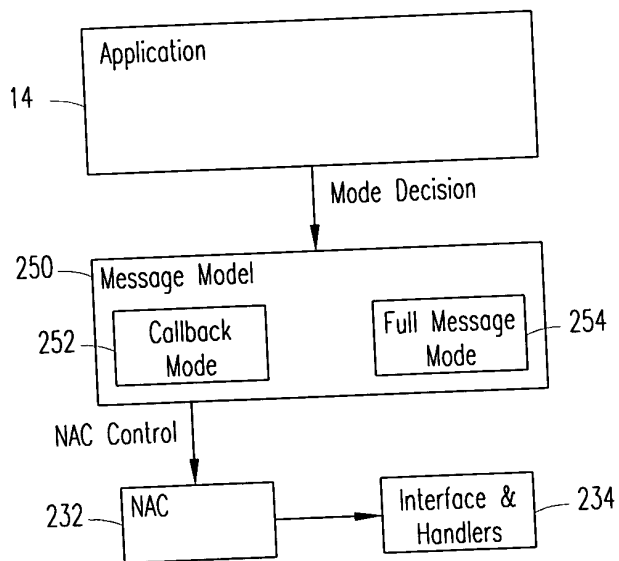 Application
14
Mode Decision
250
Message Model
252
Callback
Mode
Full Message
Mode
254
NAC Control
232
NAC
Interface &
Handlers
234